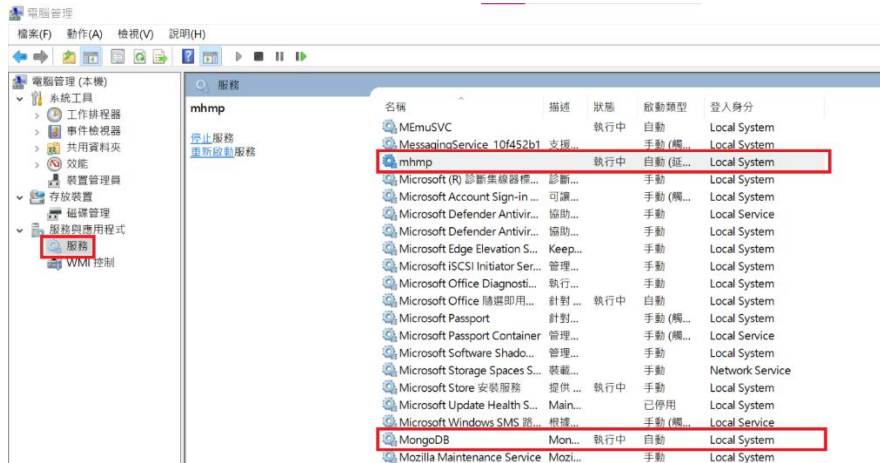 電腦管理
檔案(F) 動作(A) 檢視(V) 說明(H)
電腦管理 (本機)
系統工具
工作排程器
事件檢視器
共用資料夾
效能
裝置管理員
存放裝置
磁碟管理
服務與應用程式
服務
WMI 控制
服務
mhmp
停止服務
重新啟動服務
名稱 描述 狀態 啟動類型 登入身分
MEmuSVC 執行中 自動 Local System
MessagingService_10f452b1 支援... 手動 (觸... Local System
mhmp 執行中 自動 (延... Local System
Microsoft (R) 診斷集線器標... 診斷... 手動 Local System
Microsoft Account Sign-in ... 可讓... 手動 (觸... Local System
Microsoft Defender Antivir... 協助... 手動 Local Service
Microsoft Defender Antivir... 協助... 手動 Local System
Microsoft Edge Elevation S... Keep... 手動 Local System
Microsoft iSCSI Initiator Ser... 管理... 手動 Local System
Microsoft Office Diagnosti... 執行... 手動 Local System
Microsoft Office 隨選即用... 針對 ... 執行中 自動 Local System
Microsoft Passport 針對... 手動 (觸... Local System
Microsoft Passport Container 管理... 手動 (觸... Local Service
Microsoft Software Shado... 管理... 手動 Local System
Microsoft Storage Spaces S... 裝載... 手動 Network Service
Microsoft Store 安裝服務 提供 ... 執行中 手動 Local System
Microsoft Update Health S... Main... 已停用 Local System
Microsoft Windows SMS 路... 根據... 手動 (觸... Local System
MongoDB Mon... 執行中 自動 Local System
Mozilla Maintenance Service Mozi... 手動 Local System